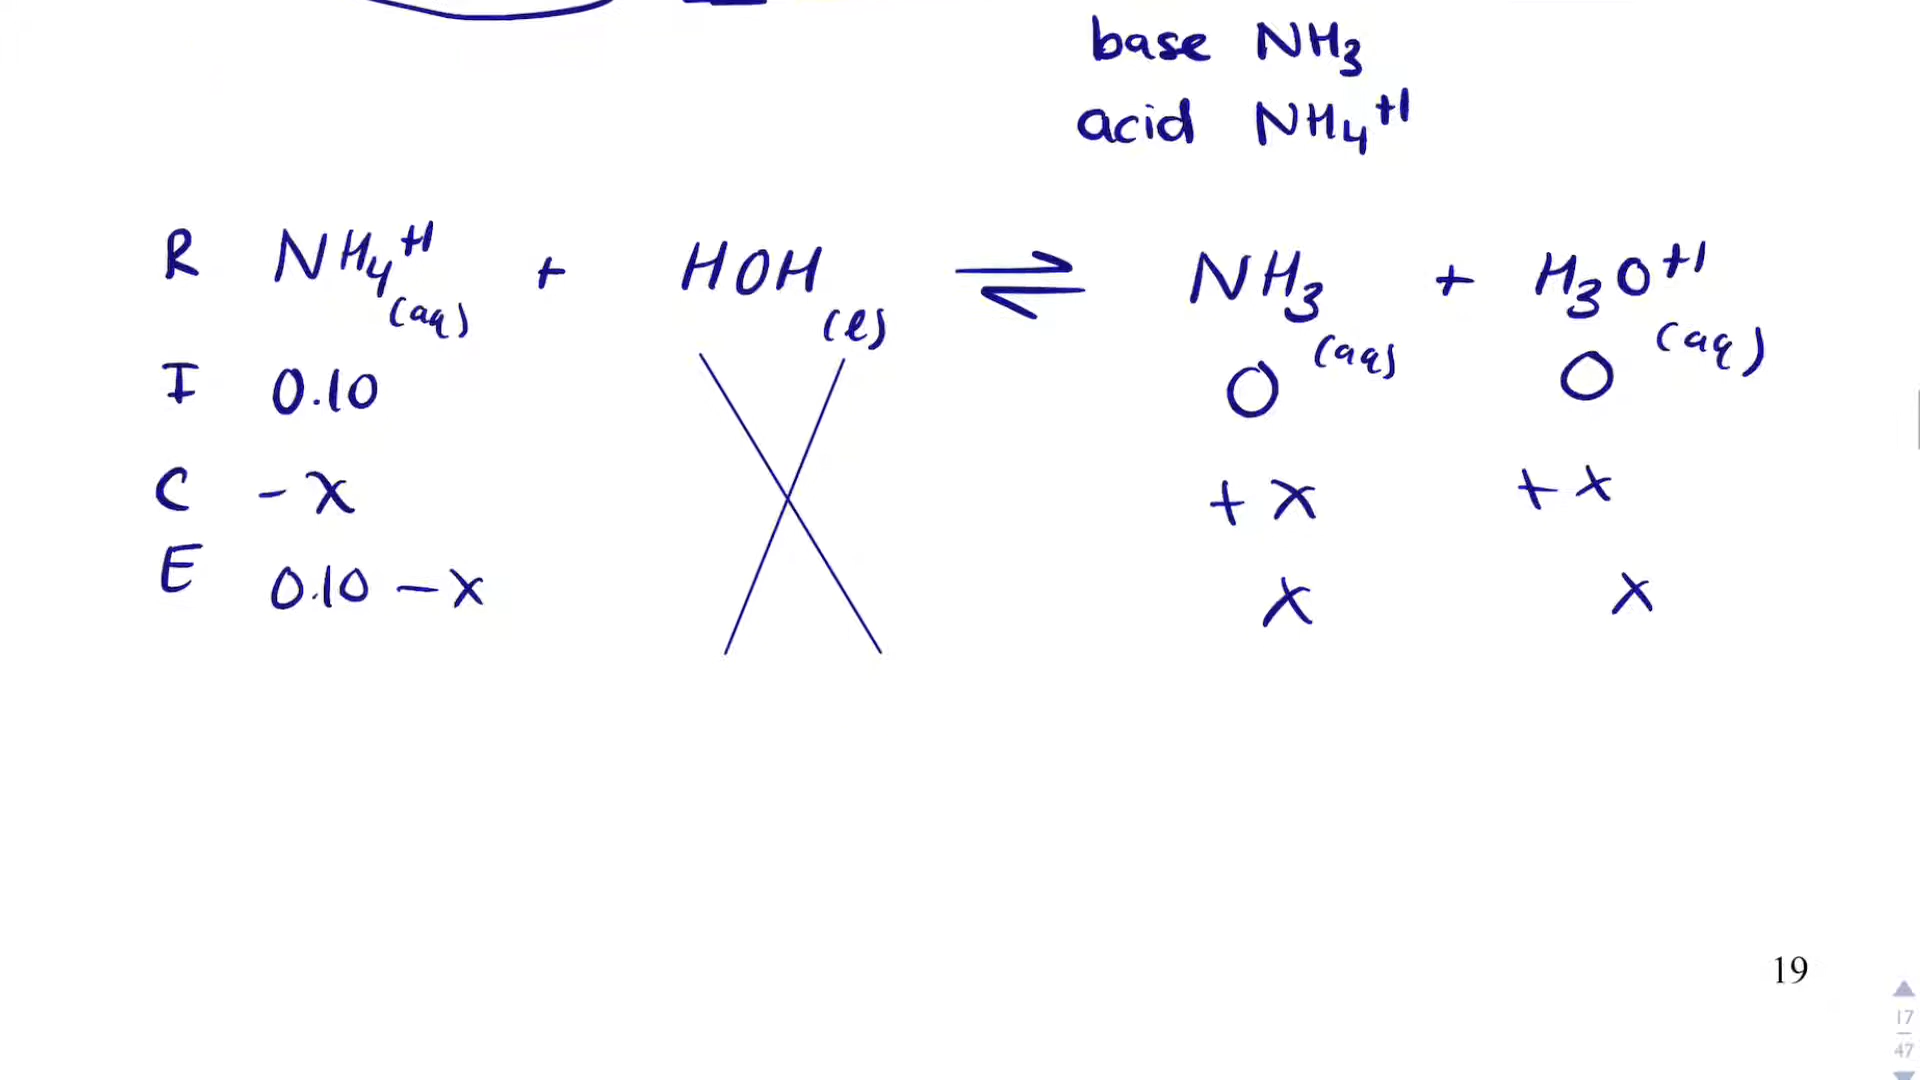 base NH₃
acid NH₄⁺¹
R NH₄⁺¹(aq) + HOH(l) ⇌ NH₃(aq) + H₃O⁺¹(aq)
I 0.10 0 0
C -x +x +x
E 0.10 -x x x
19
17
47